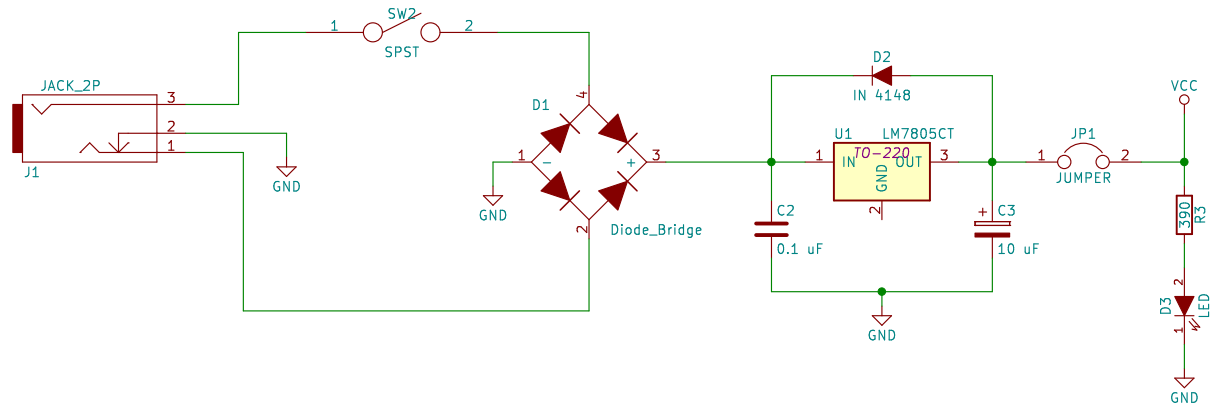 SW2
1
2
SPST
JACK_2P
3
2
1
J1
GND
D1
4
1
-
+
3
2
GND
Diode_Bridge
D2
IN 4148
U1
LM7805CT
TO-220
1
IN
OUT
3
GND
2
C2
0.1 uF
+
C3
10 uF
GND
JP1
1
2
JUMPER
VCC
390
R3
2
D3
LED
1
GND